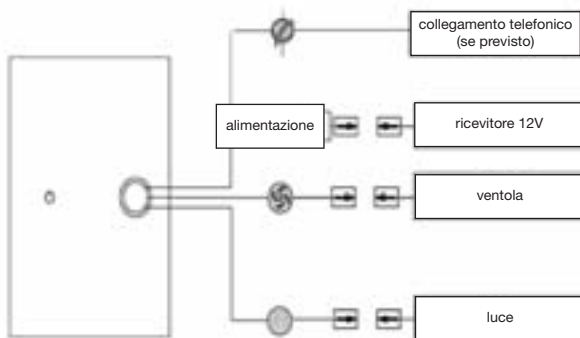 collegamento telefonico
(se previsto)
alimentazione
ricevitore 12V
ventola
luce